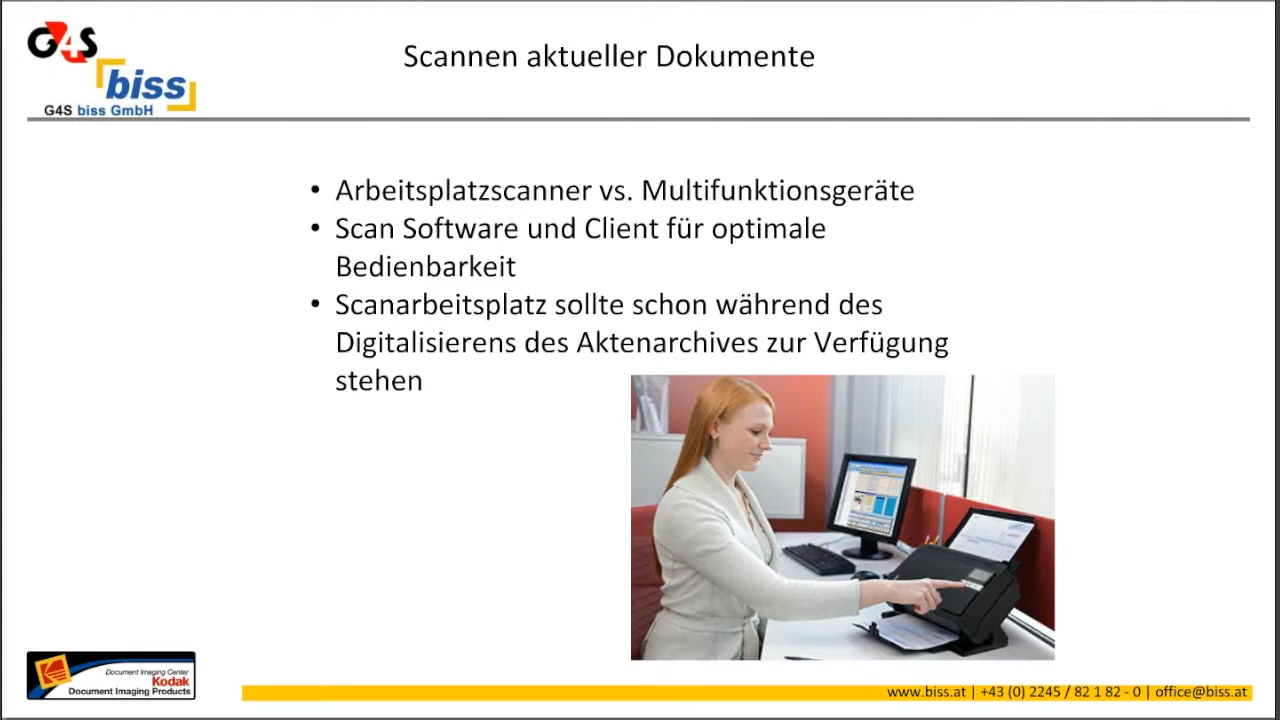 G4S
biss
G4S biss GmbH
Scannen aktueller Dokumente
• Arbeitsplatzscanner vs. Multifunktionsgeräte
• Scan Software und Client für optimale
Bedienbarkeit
• Scanarbeitsplatz sollte schon während des
Digitalisierens des Aktenarchives zur Verfügung
stehen
Document Imaging Center
Kodak
Document Imaging Products
www.biss.at | +43 (0) 2245 / 82 1 82 - 0 | office@biss.at